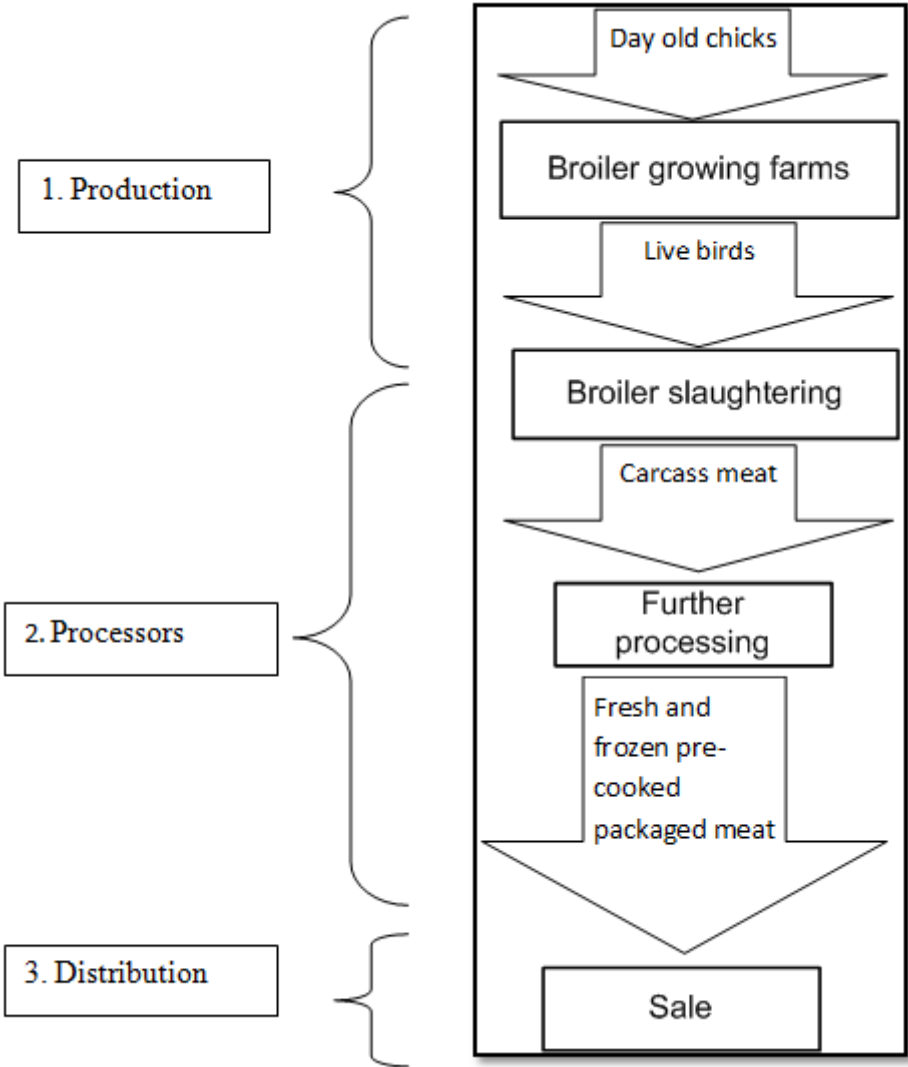 Day old chicks
Broiler growing farms
1. Production
Live birds
Broiler slaughtering
Carcass meat
Further
processing
2. Processors
Fresh and
frozen pre-
cooked
packaged meat
3. Distribution
Sale